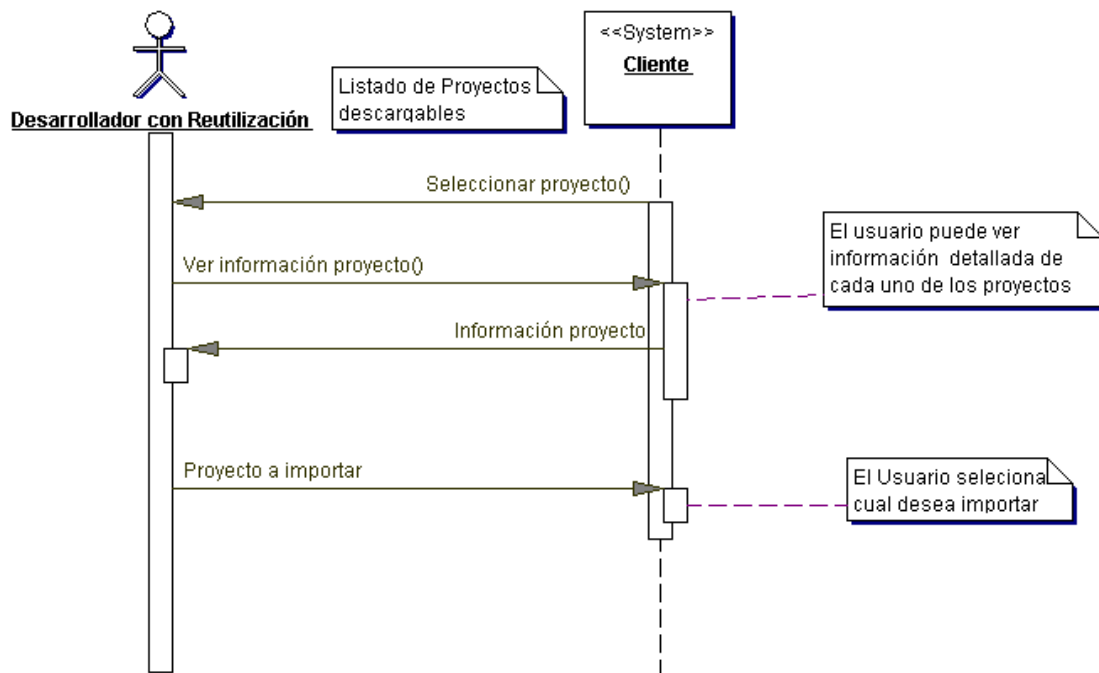 <<System>>
Cliente
Listado de Proyectos
descargables
Desarrollador con Reutilización
Seleccionar proyecto()
El usuario puede ver
información detallada de
cada uno de los proyectos
Ver información proyecto()
Información proyecto
Proyecto a importar
El Usuario seleciona
cual desea importar